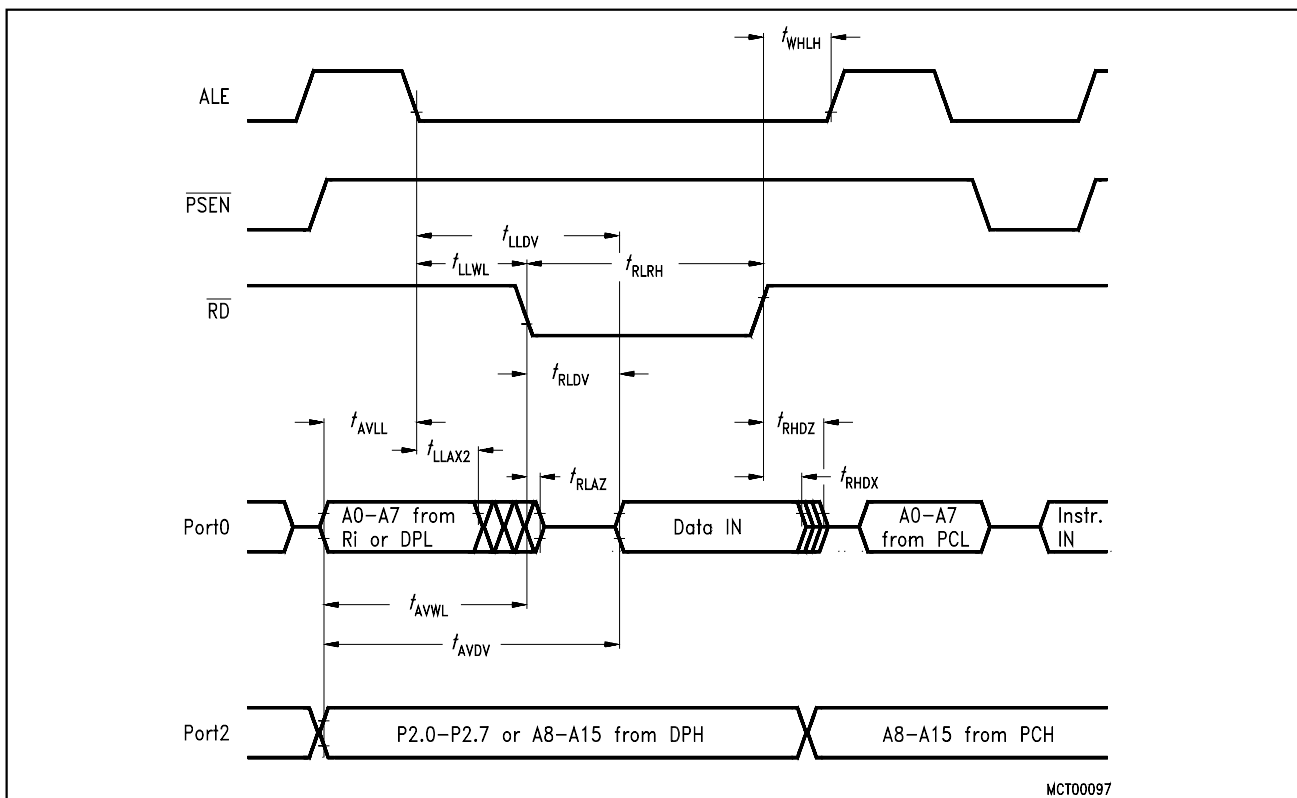 tWHLH
ALE
PSEN
tLLDV
tLLWL
tRLRH
RD
tRLDV
tAVLL
tRHDZ
tLLAX2
tRLAZ
tRHDX
Port0
A0-A7 from
Ri or DPL
Data IN
A0-A7
from PCL
Instr.
IN
tAVWL
tAVDV
Port2
P2.0-P2.7 or A8-A15 from DPH
A8-A15 from PCH
MCT00097